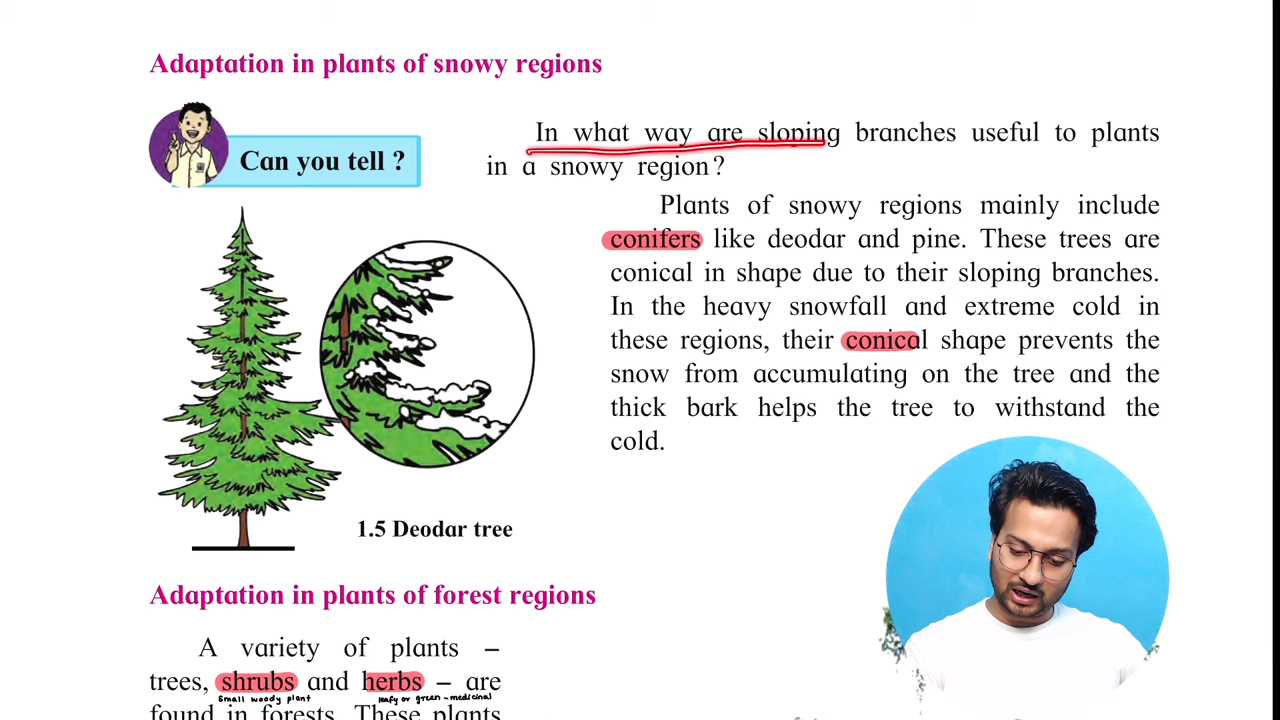 Adaptation in plants of snowy regions
Can you tell ?
In what way are sloping branches useful to plants
in a snowy region?
Plants of snowy regions mainly include
conifers like deodar and pine. These trees are
conical in shape due to their sloping branches.
In the heavy snowfall and extreme cold in
these regions, their conical shape prevents the
snow from accumulating on the tree and the
thick bark helps the tree to withstand the
cold.
1.5 Deodar tree
Adaptation in plants of forest regions
A variety of plants –
trees, shrubs and herbs – are
small woody plant leafy or green - medicinal
found in forests. These plants